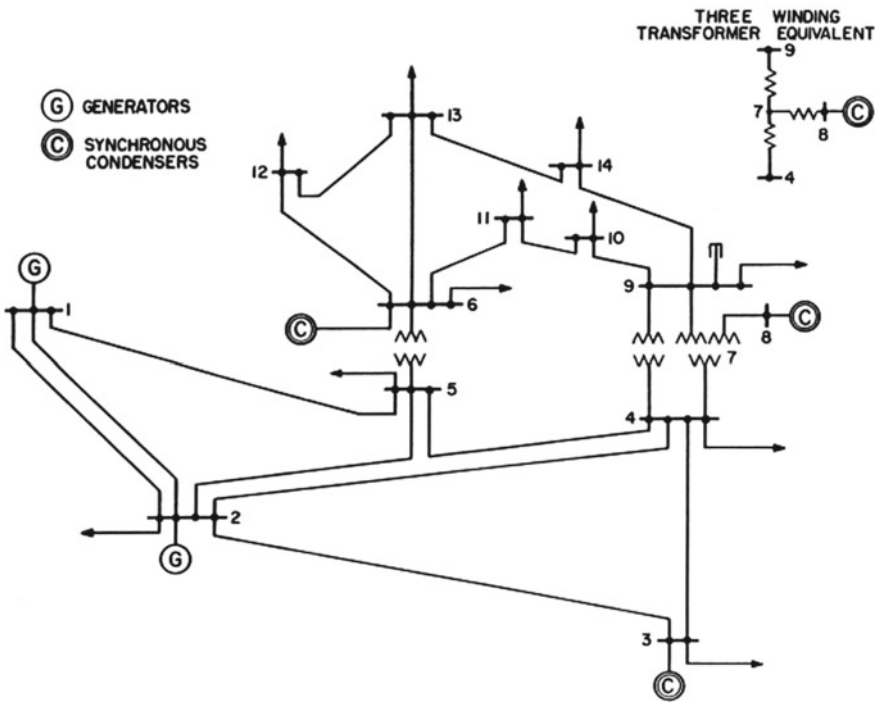 THREE WINDING
TRANSFORMER EQUIVALENT
9
7
8
C
4
G GENERATORS
C SYNCHRONOUS
CONDENSERS
13
12
14
11
10
G
1
6
9
C
8
C
7
5
4
2
G
3
C